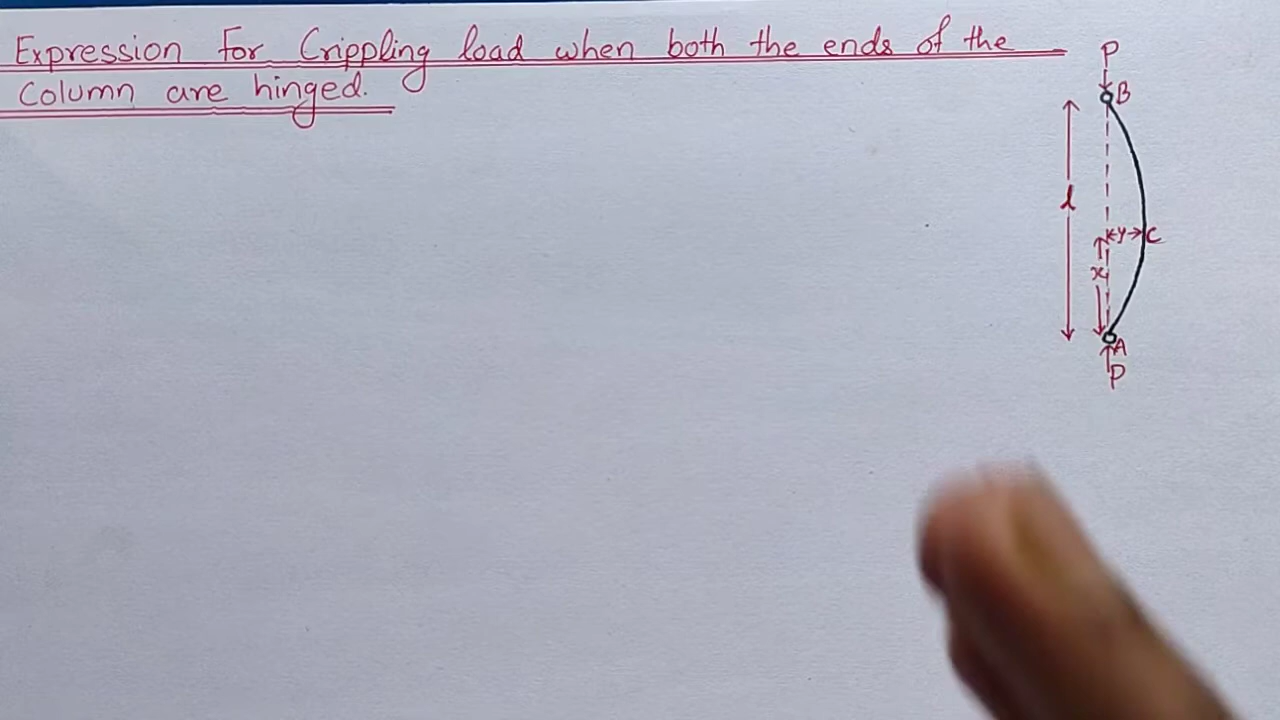 Expression for Crippling load when both the ends of the
Column are hinged.
P
B
l
y
C
x
A
P